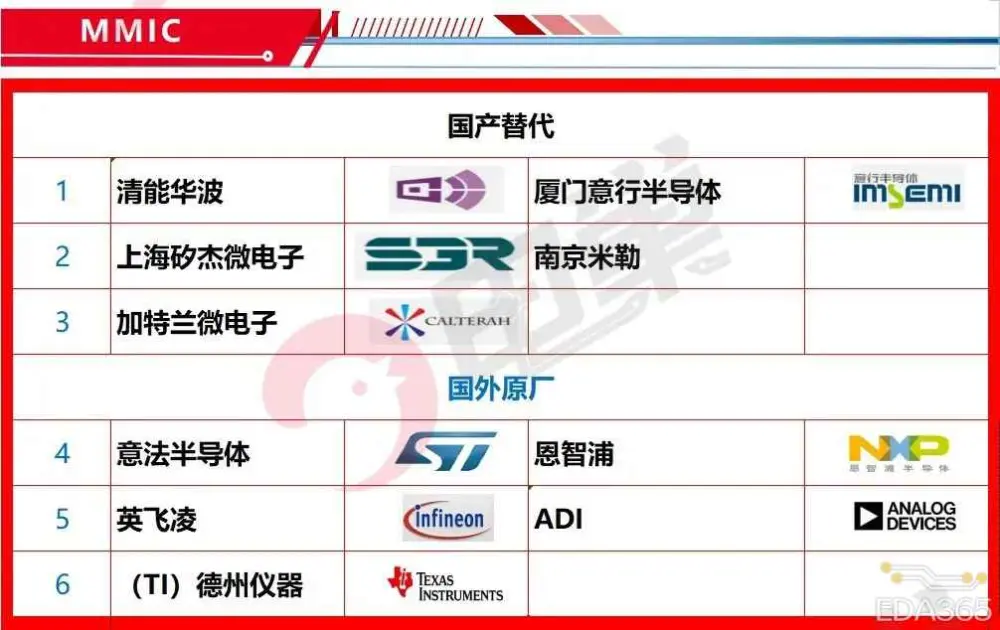 MMIC
国产替代
1 清能华波 厦门意行半导体 意行半导体 imsemi
2 上海矽杰微电子 SGR 南京米勒
3 加特兰微电子 CALTERAH
国外原厂
4 意法半导体 ST 恩智浦 NXP 恩智浦半导体
5 英飞凌 infineon ADI ANALOG DEVICES
6 （TI）德州仪器 TEXAS INSTRUMENTS
EDA365